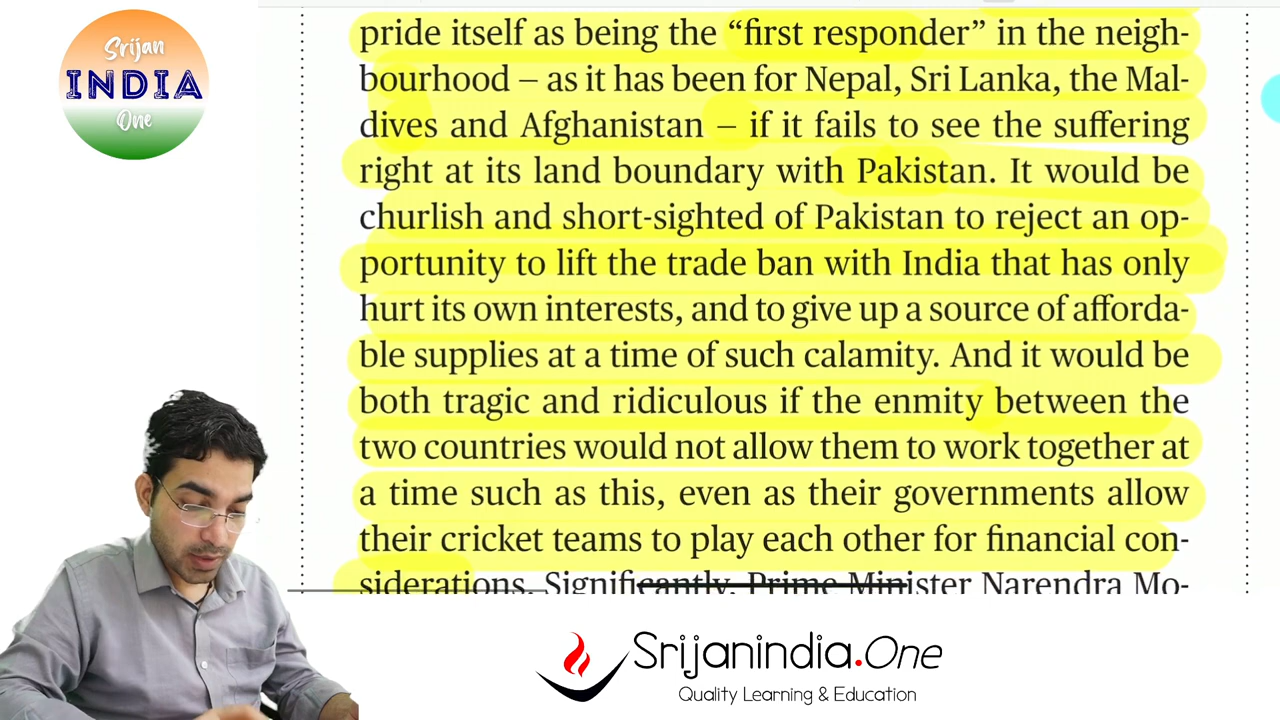 Srijan
INDIA
One
pride itself as being the “first responder” in the neigh-
bourhood – as it has been for Nepal, Sri Lanka, the Mal-
dives and Afghanistan – if it fails to see the suffering
right at its land boundary with Pakistan. It would be
churlish and short-sighted of Pakistan to reject an op-
portunity to lift the trade ban with India that has only
hurt its own interests, and to give up a source of afforda-
ble supplies at a time of such calamity. And it would be
both tragic and ridiculous if the enmity between the
two countries would not allow them to work together at
a time such as this, even as their governments allow
their cricket teams to play each other for financial con-
siderations. Significantly, Prime Minister Narendra Mo-
Srijanindia.One
Quality Learning & Education